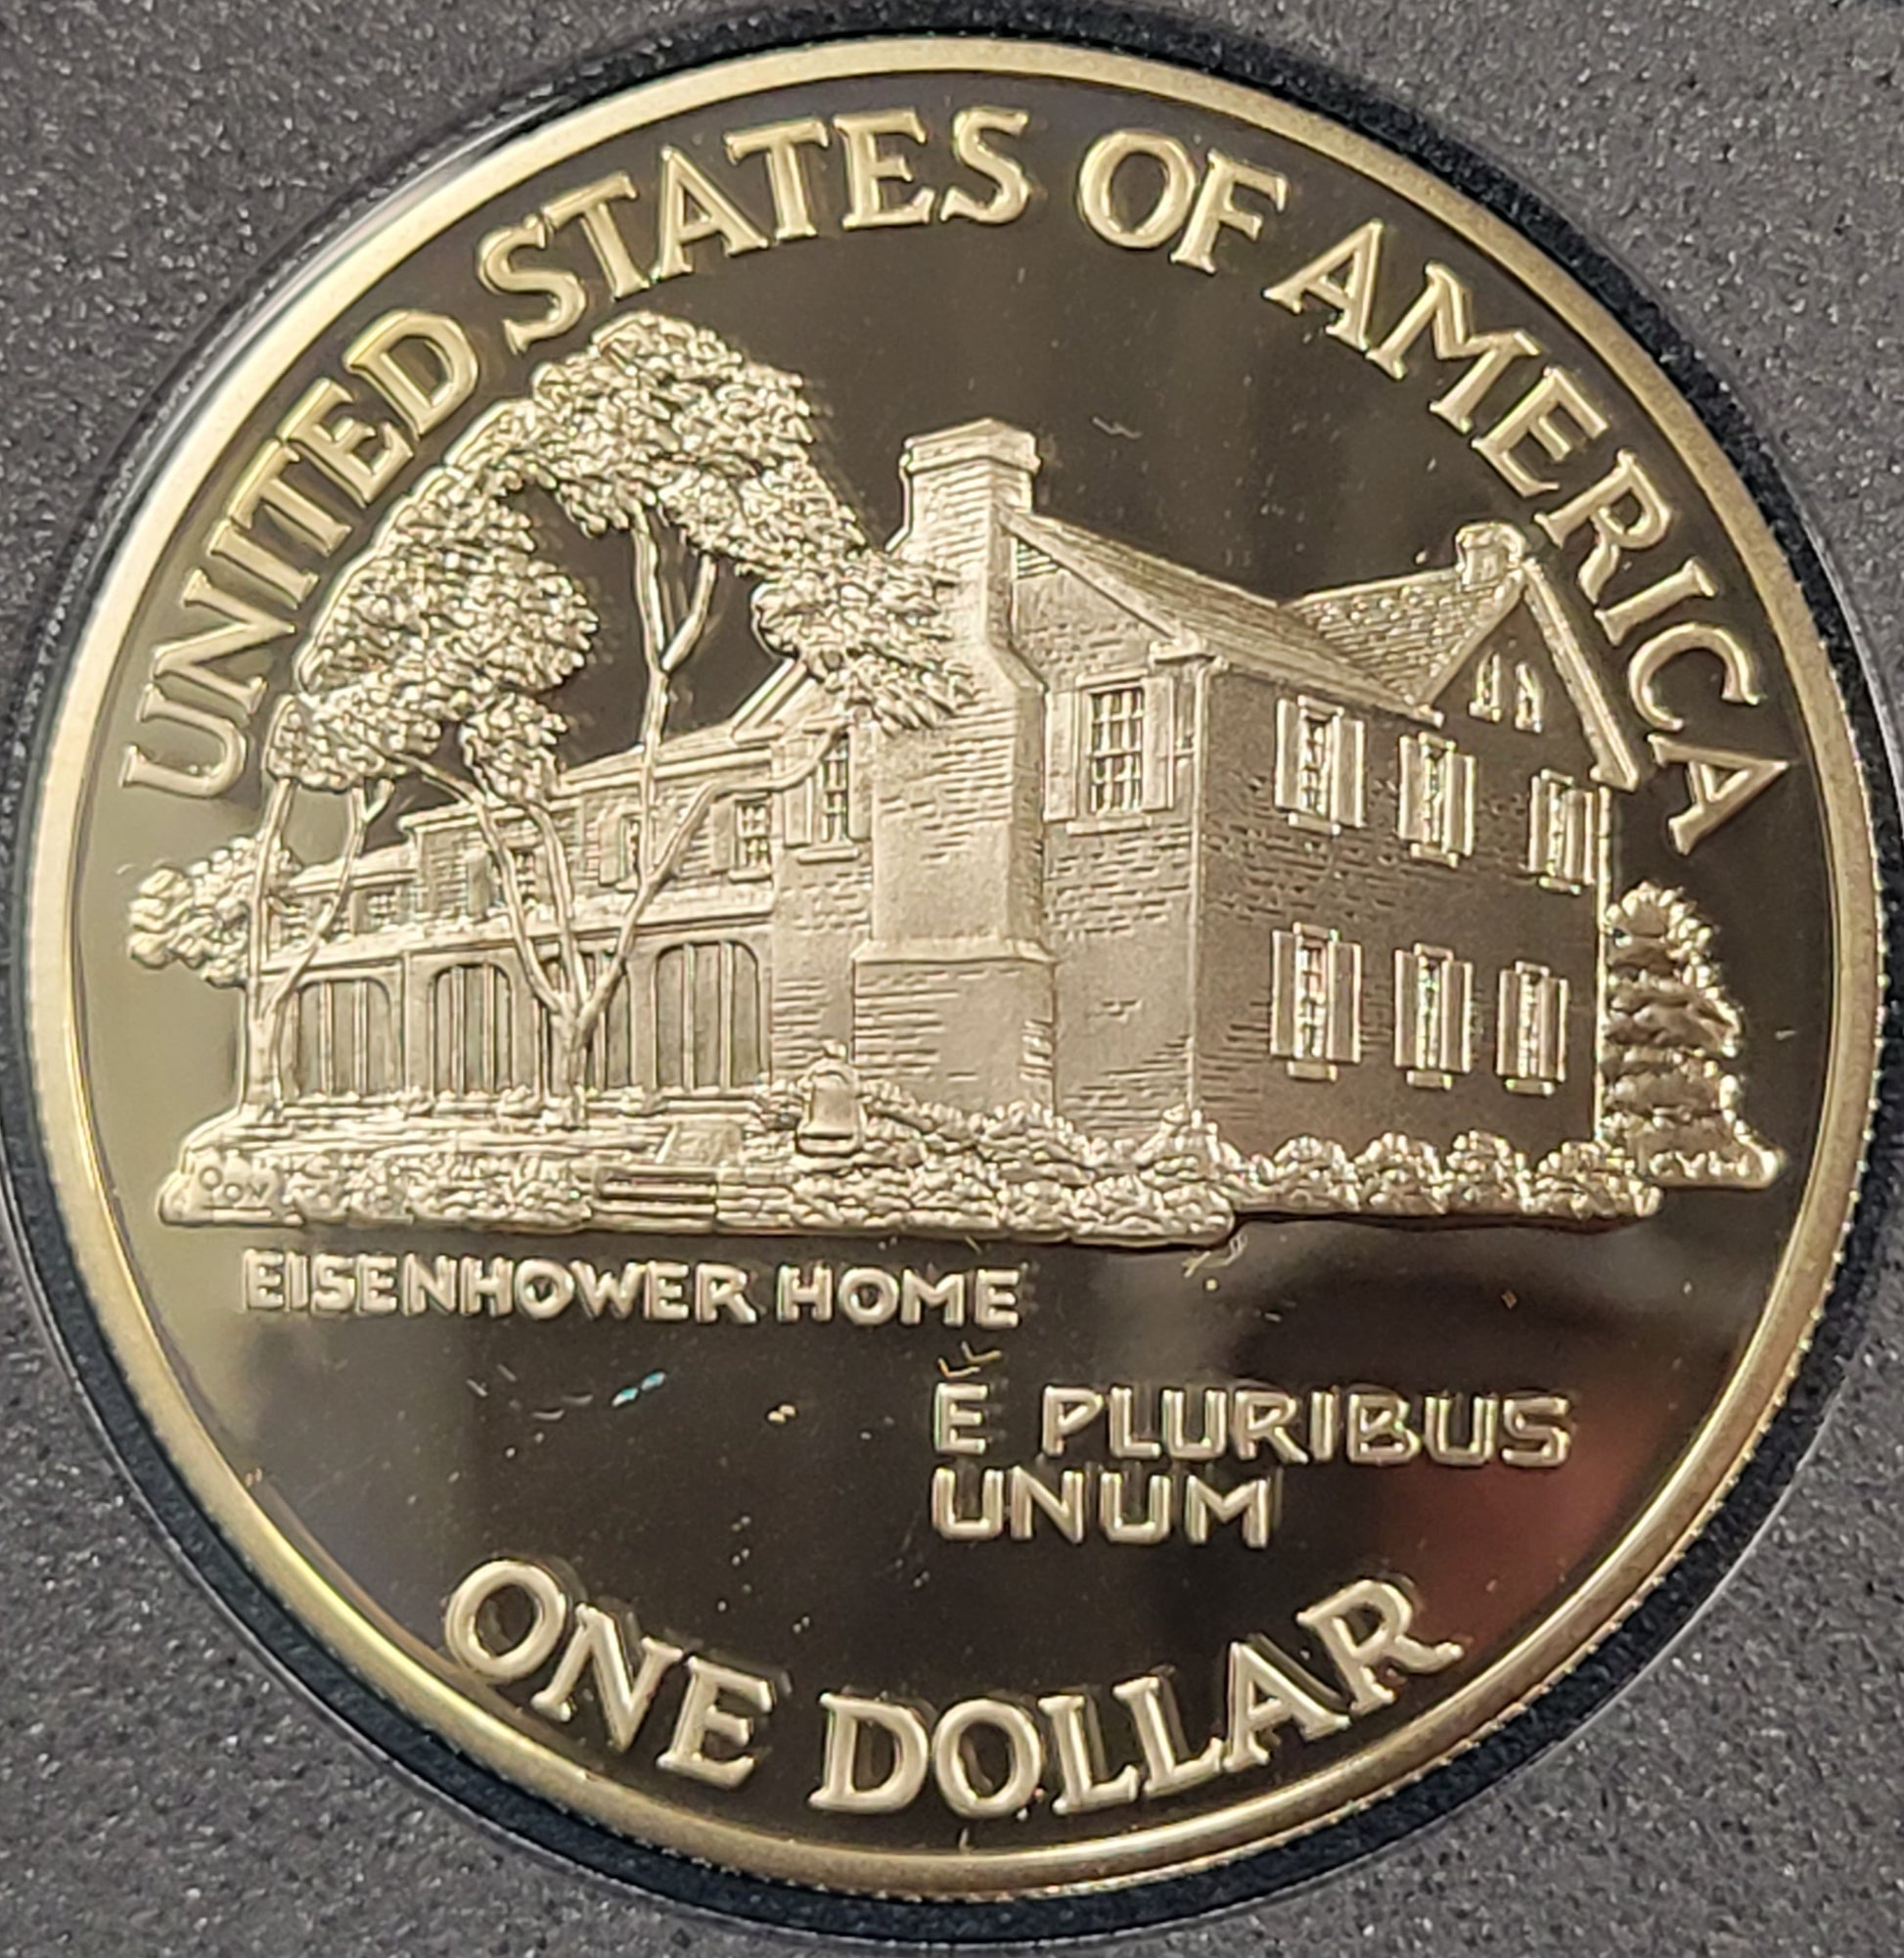 UNITED STATES OF AMERICA
EISENHOWER HOME
E PLURIBUS
UNUM
ONE DOLLAR